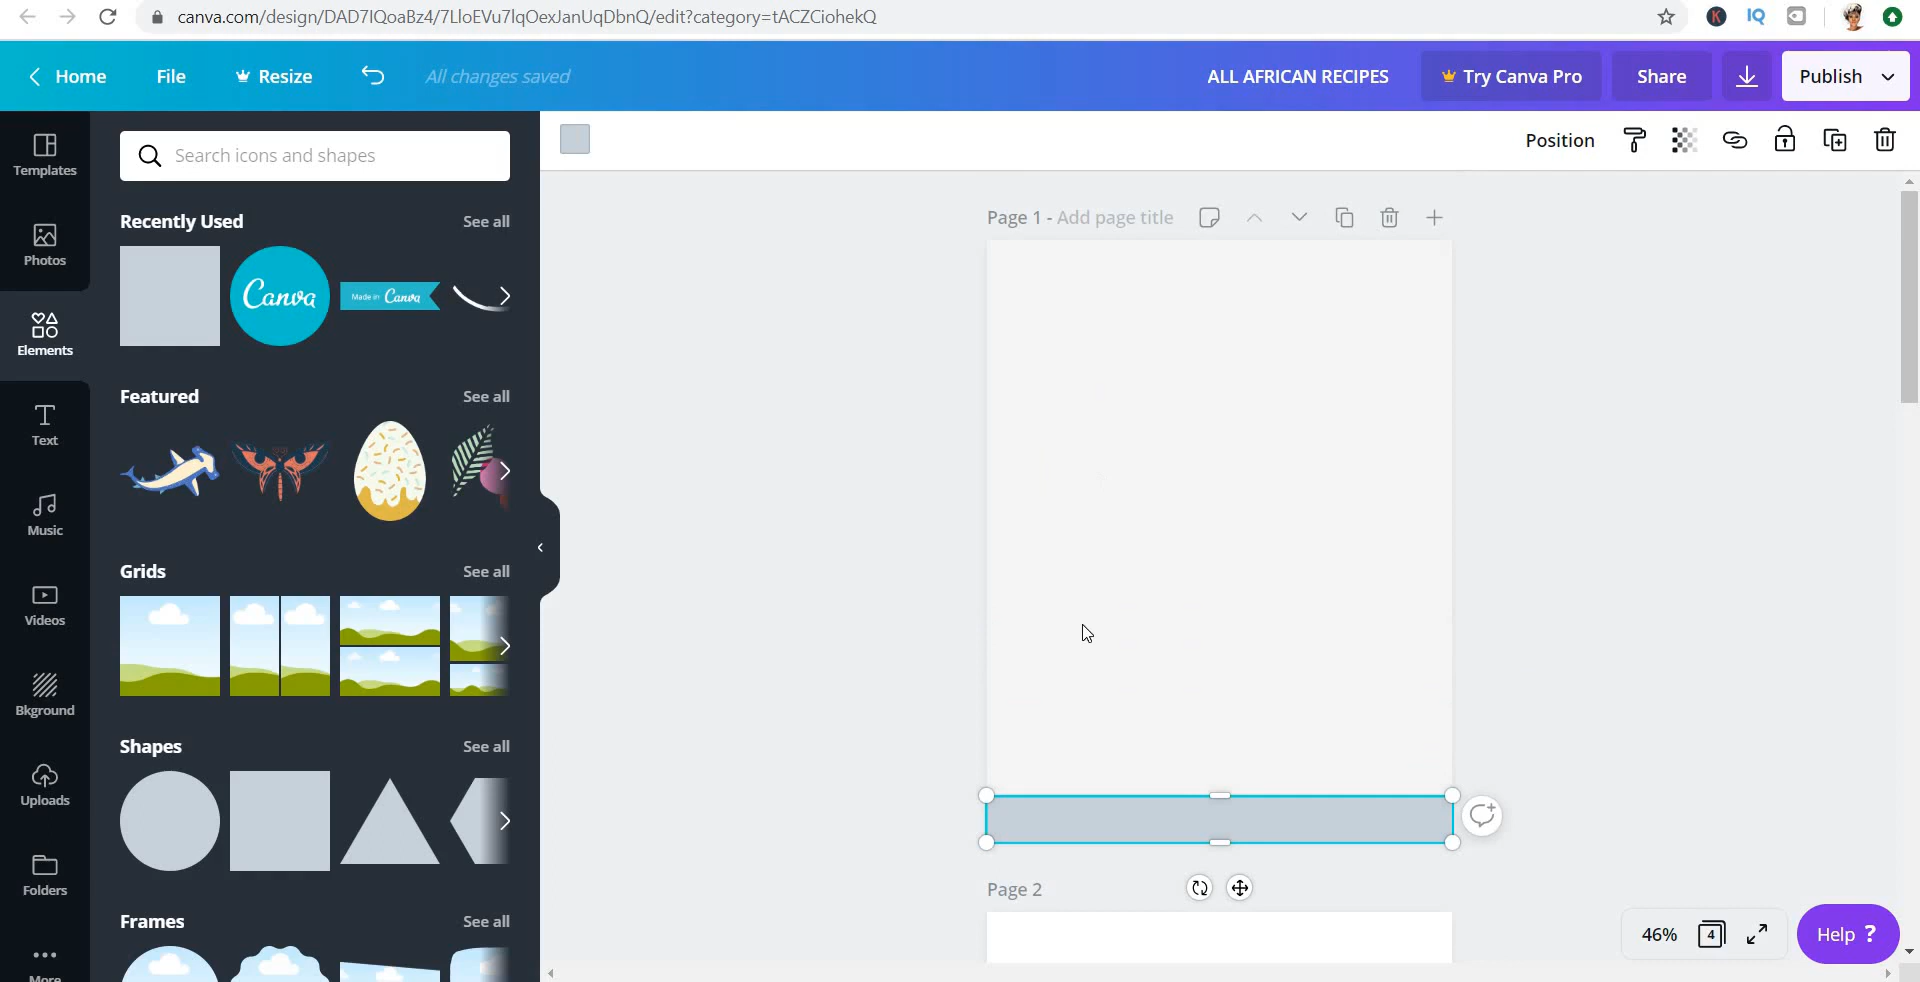 canva.com/design/DAD7IQoaBz4/7LloEVu7lqOexJanUqDbnQ/edit?category=tACZCiohekQ
K
IQ
Home
File
Resize
All changes saved
ALL AFRICAN RECIPES
Try Canva Pro
Share
Publish
Templates
Photos
Elements
Text
Music
Videos
Bkground
Uploads
Folders
More
Search icons and shapes
Recently Used
See all
Canva
Made in Canva
Featured
See all
Grids
See all
Shapes
See all
Frames
See all
Position
Page 1 - Add page title
Page 2
46%
4
Help ?